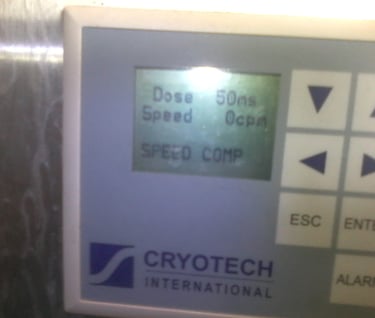 Dose 50ms
Speed 0cpm
SPEED COMP
ESC
CRYOTECH
INTERNATIONAL